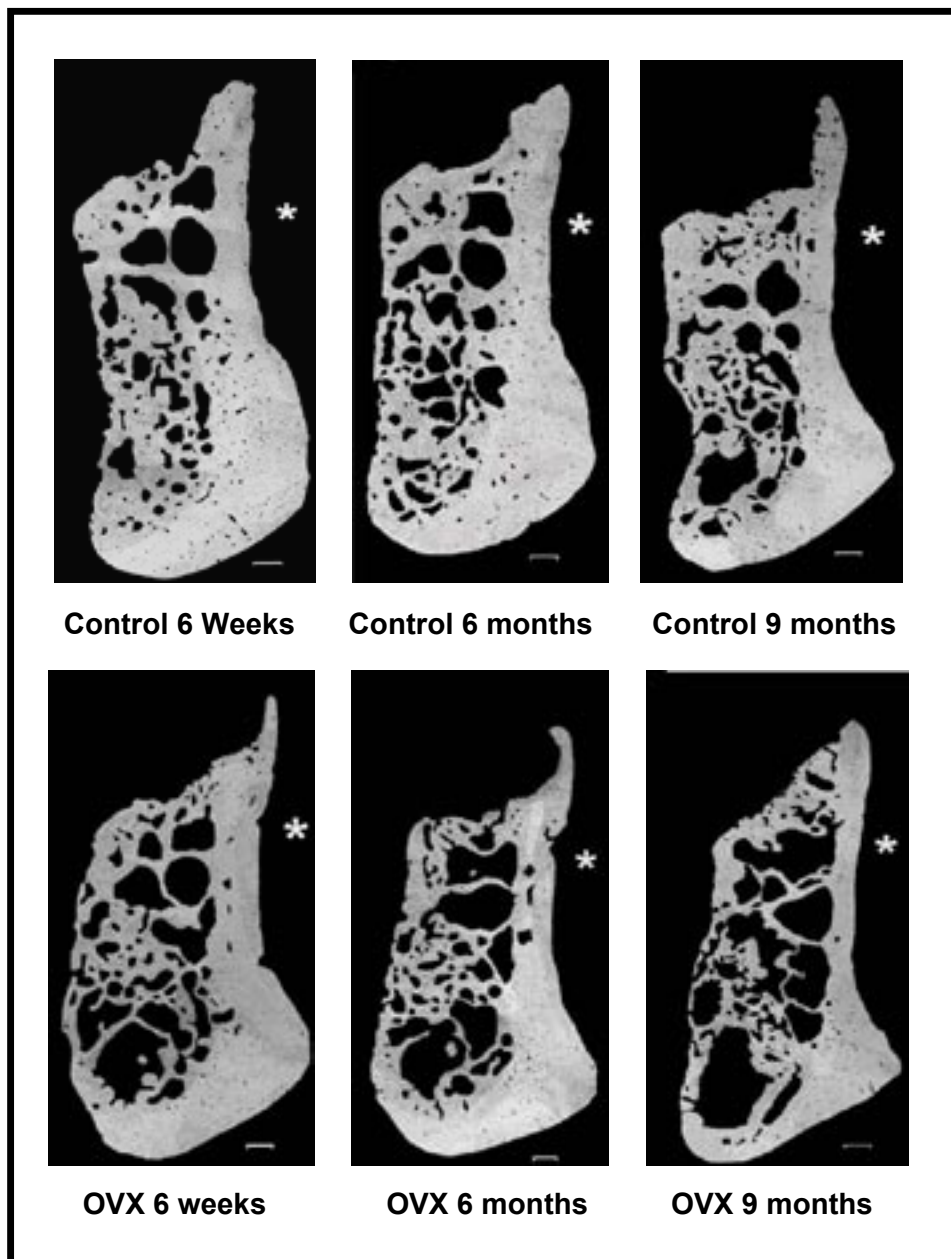 *
*
*
Control 6 Weeks
Control 6 months
Control 9 months
*
*
*
OVX 6 weeks
OVX 6 months
OVX 9 months